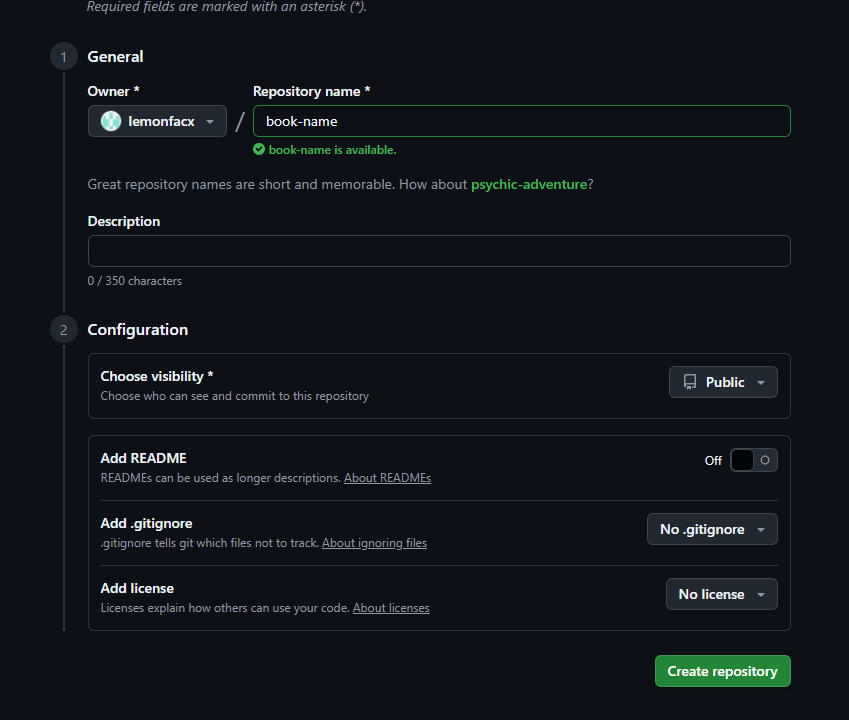 Required fields are marked with an asterisk (*).
1 General
Owner * Repository name *
lemonfacx / book-name
book-name is available.
Great repository names are short and memorable. How about psychic-adventure?
Description
0 / 350 characters
2 Configuration
Choose visibility *
Choose who can see and commit to this repository
Public
Add README
READMEs can be used as longer descriptions. About READMEs
Off
Add .gitignore
.gitignore tells git which files not to track. About ignoring files
No .gitignore
Add license
Licenses explain how others can use your code. About licenses
No license
Create repository